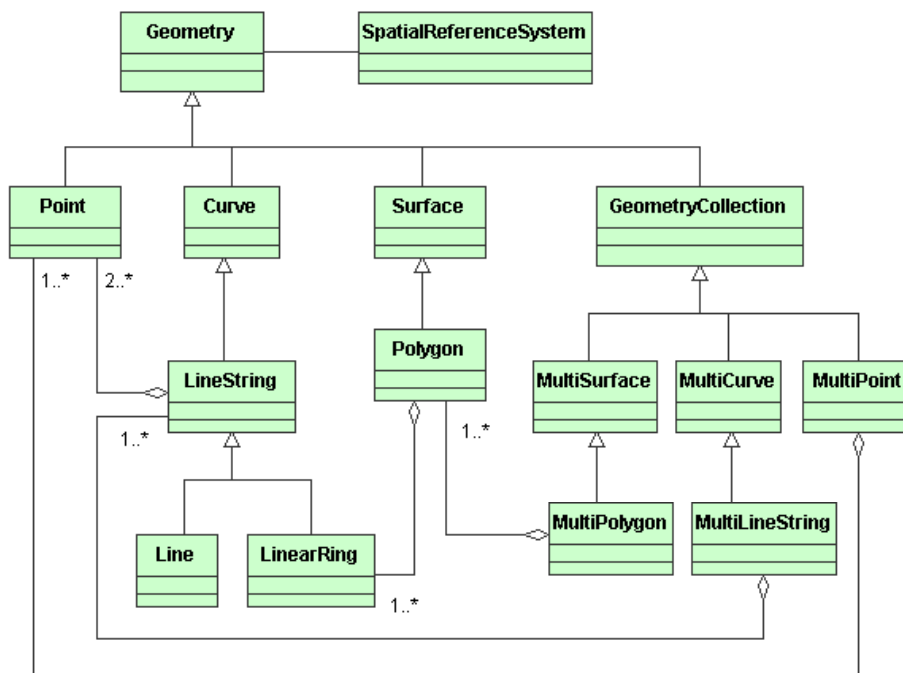 Geometry
SpatialReferenceSystem
Point
Curve
Surface
GeometryCollection
1..*
2..*
Polygon
LineString
MultiSurface
MultiCurve
MultiPoint
1..*
1..*
MultiPolygon
MultiLineString
Line
LinearRing
1..*